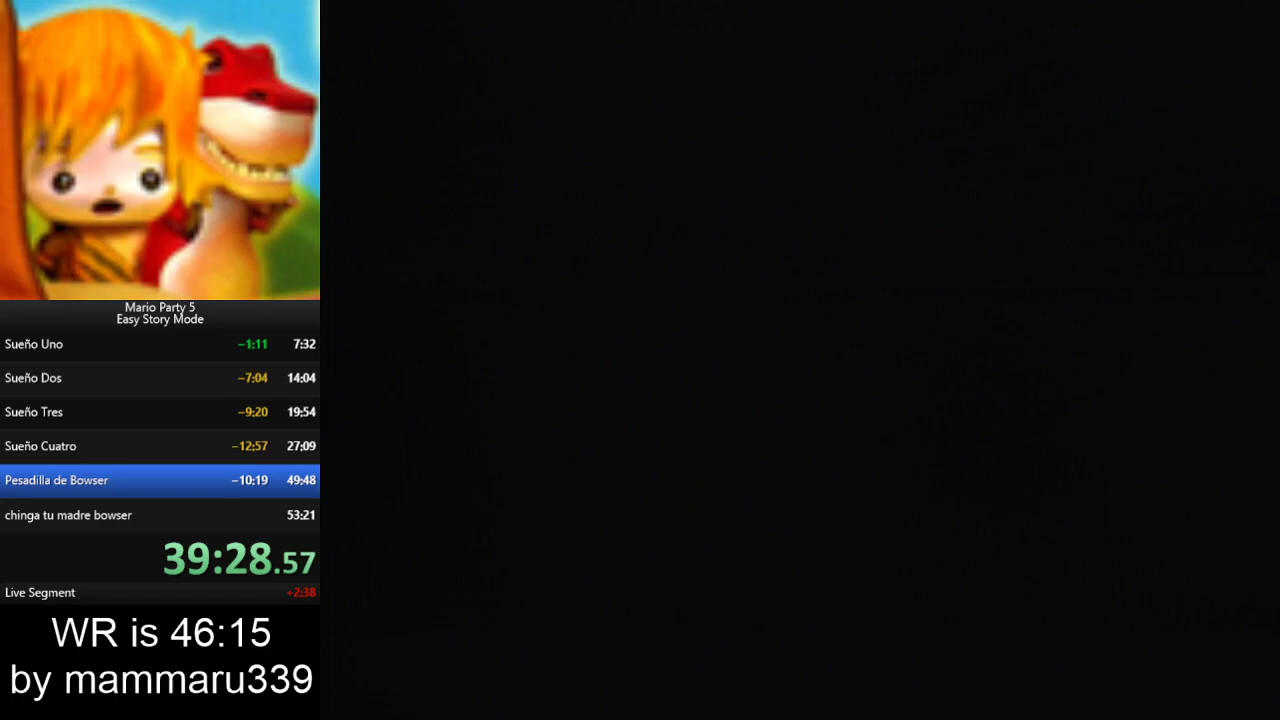 Mario Party 5
Easy Story Mode
Sueño Uno −1:11 7:32
Sueño Dos −7:04 14:04
Sueño Tres −9:20 19:54
Sueño Cuatro −12:57 27:09
Pesadilla de Bowser −10:19 49:48
chinga tu madre bowser 53:21
39:28.57
Live Segment +2:38
WR is 46:15
by mammaru339